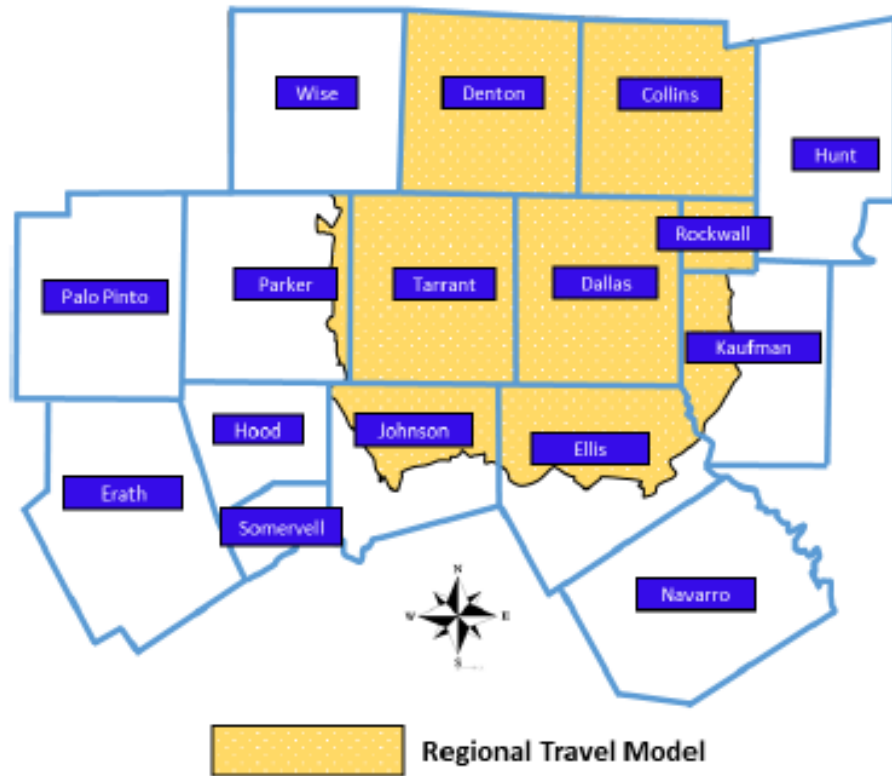 Wise
Denton
Collins
Hunt
Rockwall
Palo Pinto
Parker
Tarrant
Dallas
Kaufman
Hood
Johnson
Ellis
Erath
Somervell
Navarro
N
W
E
S
Regional Travel Model